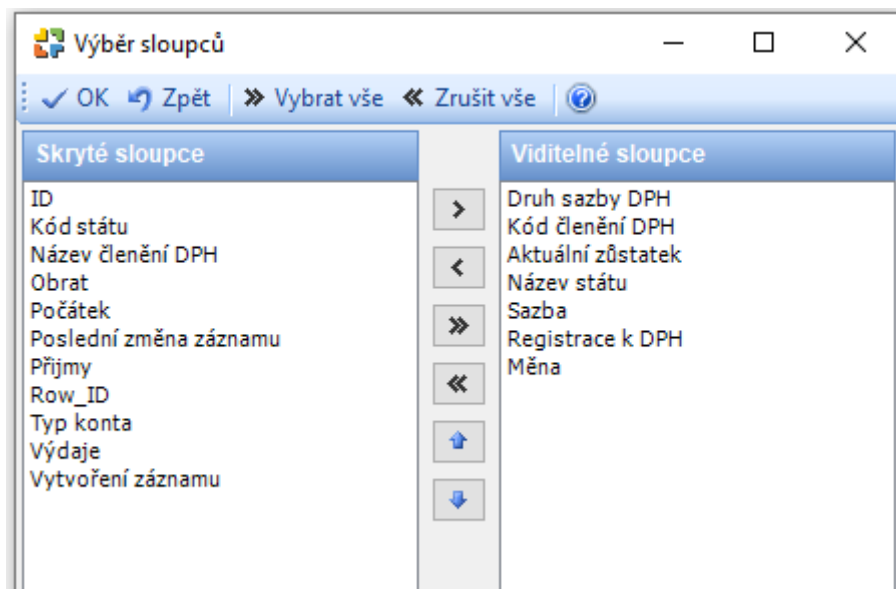 Výběr sloupců
OK Zpět Vybrat vše Zrušit vše
Skryté sloupce
ID
Kód státu
Název členění DPH
Obrat
Počátek
Poslední změna záznamu
Přijmy
Row_ID
Typ konta
Výdaje
Vytvoření záznamu
Viditelné sloupce
Druh sazby DPH
Kód členění DPH
Aktuální zůstatek
Název státu
Sazba
Registrace k DPH
Měna